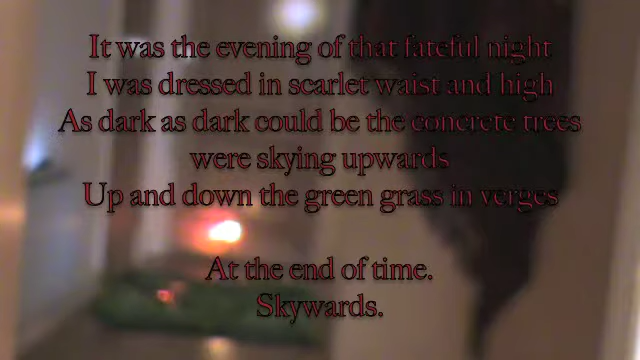 It was the evening of that fateful night
I was dressed in scarlet waist and high
As dark as dark could be the concrete trees
were skying upwards
Up and down the green grass in verges
At the end of time.
Skywards.